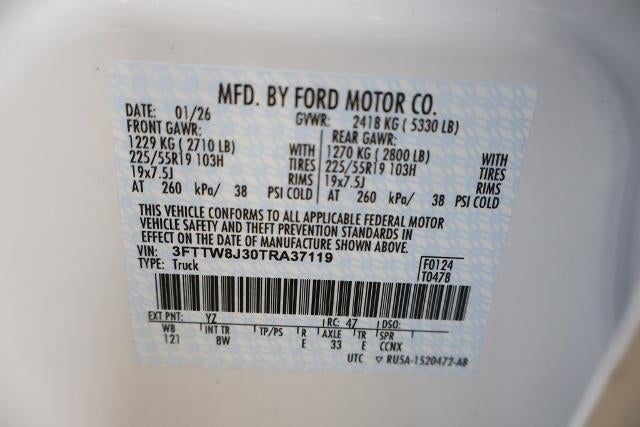 MFD. BY FORD MOTOR CO.
DATE: 01/26 GVWR: 2418 KG ( 5330 LB)
FRONT GAWR: REAR GAWR:
1229 KG ( 2710 LB) WITH 1270 KG ( 2800 LB) WITH
225/55R19 103H TIRES 225/55R19 103H TIRES
19x7.5J RIMS 19x7.5J RIMS
AT 260 kPa/ 38 PSI COLD AT 260 kPa/ 38 PSI COLD
THIS VEHICLE CONFORMS TO ALL APPLICABLE FEDERAL MOTOR
VEHICLE SAFETY AND THEFT PREVENTION STANDARDS IN
EFFECT ON THE DATE OF MANUFACTURE SHOWN ABOVE.
VIN: 3FTTW8J30TRA37119 F0124
TYPE: Truck T0478
EXT PNT: YZ RC: 47 DSO:
WB INT TR TP/PS R AXLE TR SPR
121 8W E 33 E CCNX
UTC ▽ RU5A-1520472-AB